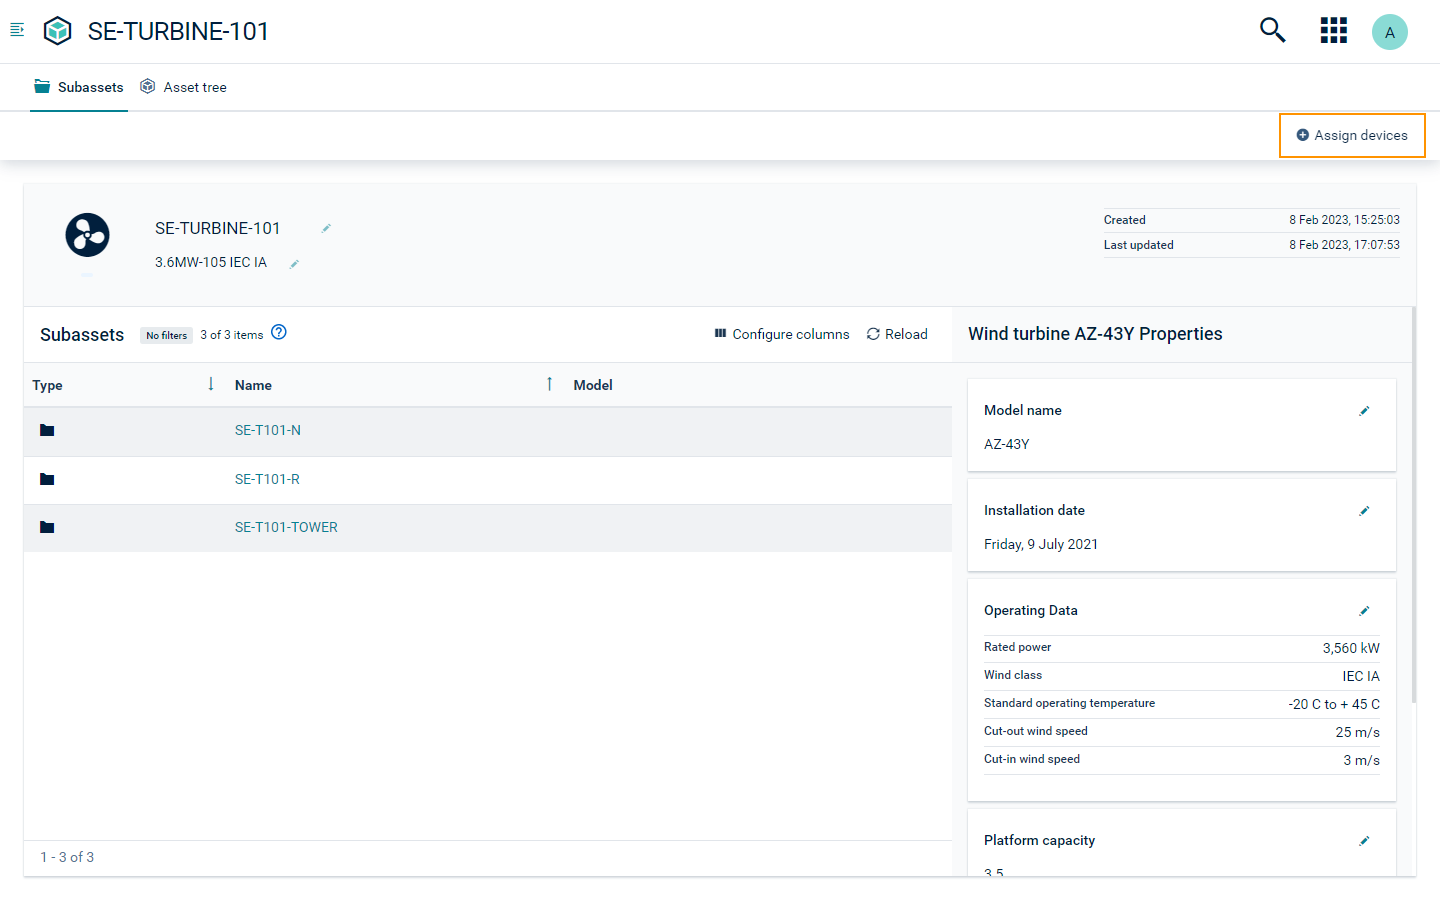 SE-TURBINE-101
A
Subassets
Asset tree
Assign devices
SE-TURBINE-101
3.6MW-105 IEC IA
Created 8 Feb 2023, 15:25:03
Last updated 8 Feb 2023, 17:07:53
Subassets No filters 3 of 3 items ? Configure columns Reload
Type Name Model
SE-T101-N
SE-T101-R
SE-T101-TOWER
1 - 3 of 3
Wind turbine AZ-43Y Properties
Model name
AZ-43Y
Installation date
Friday, 9 July 2021
Operating Data
Rated power 3,560 kW
Wind class IEC IA
Standard operating temperature -20 C to + 45 C
Cut-out wind speed 25 m/s
Cut-in wind speed 3 m/s
Platform capacity
3.5